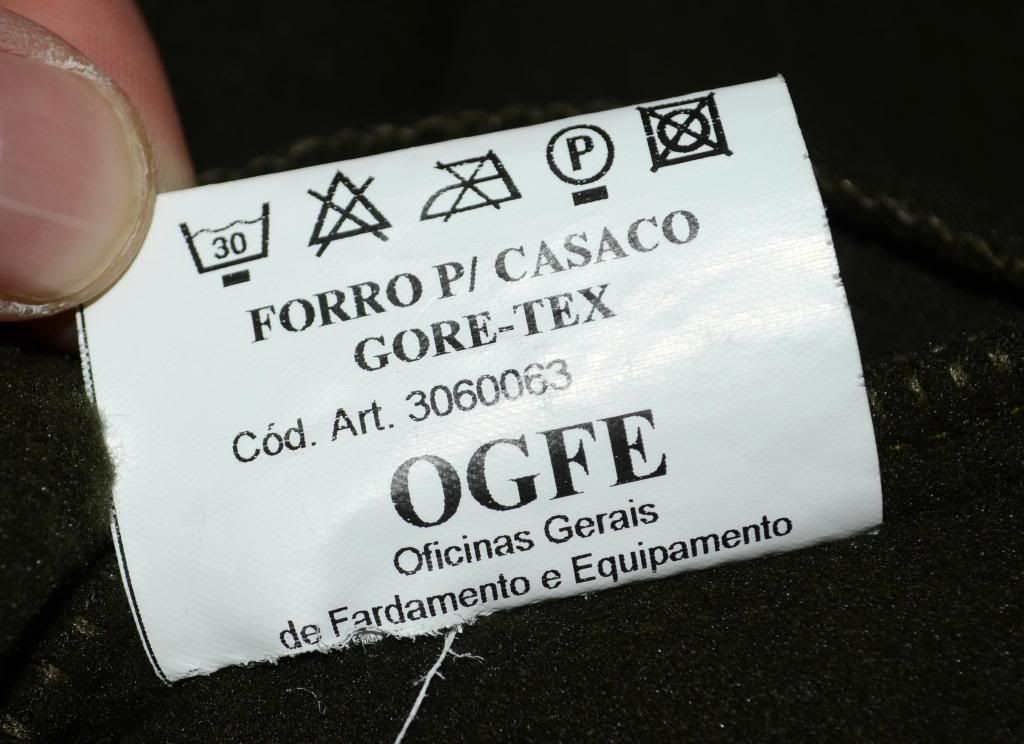 30 P
FORRO P/ CASACO
GORE-TEX
Cód. Art. 3060063
OGFE
Oficinas Gerais
de Fardamento e Equipamento